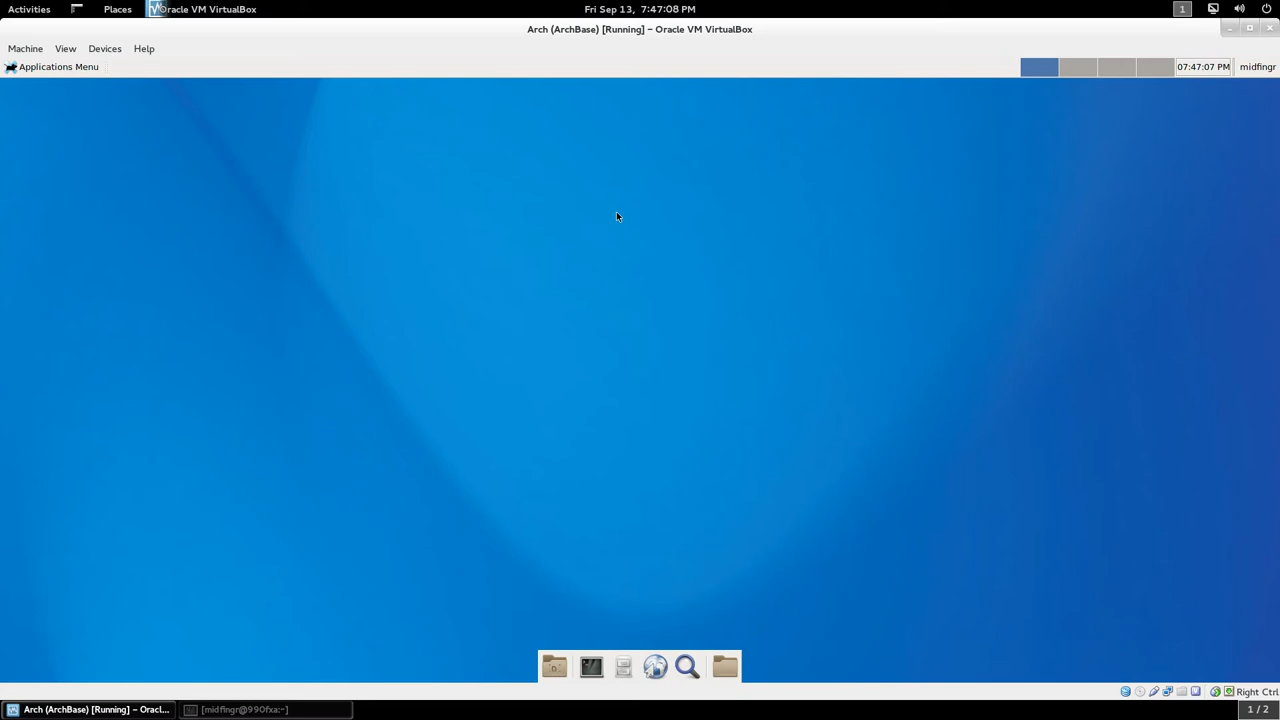 Activities Places Oracle VM VirtualBox Fri Sep 13, 7:47:08 PM 1
Arch (ArchBase) [Running] – Oracle VM VirtualBox
Machine View Devices Help
Applications Menu 07:47:07 PM midfingr
Right Ctrl
Arch (ArchBase) [Running] – Oracl... [midfingr@990fxa:~] 1 / 2